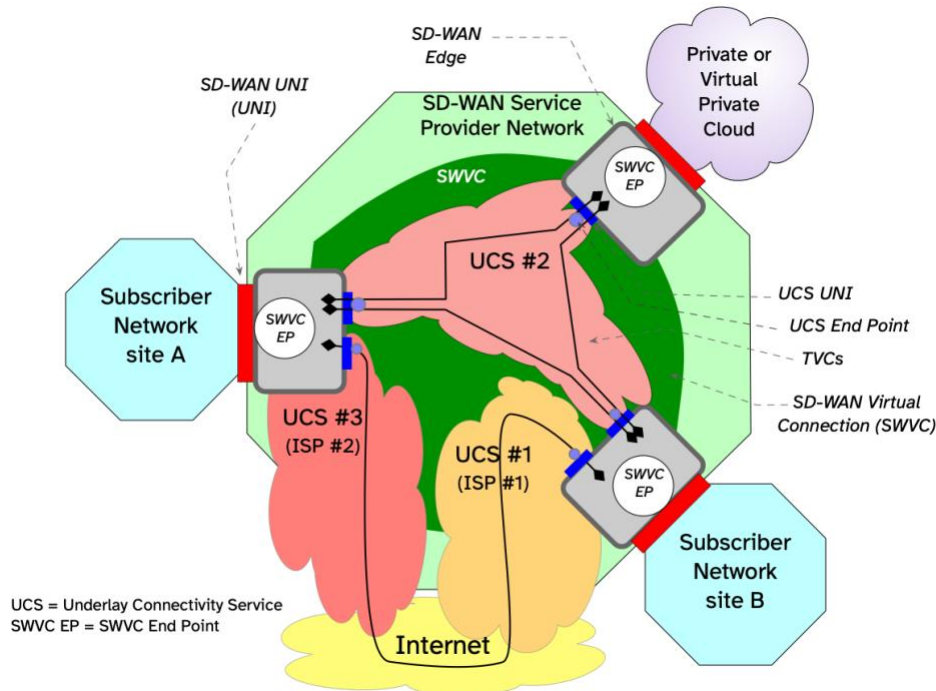 SD-WAN
Edge
Private or
Virtual
Private
Cloud
SD-WAN UNI
(UNI)
SD-WAN Service
Provider Network
SWVC
EP
SWVC
UCS #2
Subscriber
Network
site A
SWVC
EP
UCS UNI
UCS End Point
TVCs
SD-WAN Virtual
Connection (SWVC)
UCS #3
(ISP #2)
UCS #1
(ISP #1)
SWVC
EP
Subscriber
Network
site B
UCS = Underlay Connectivity Service
SWVC EP = SWVC End Point
Internet